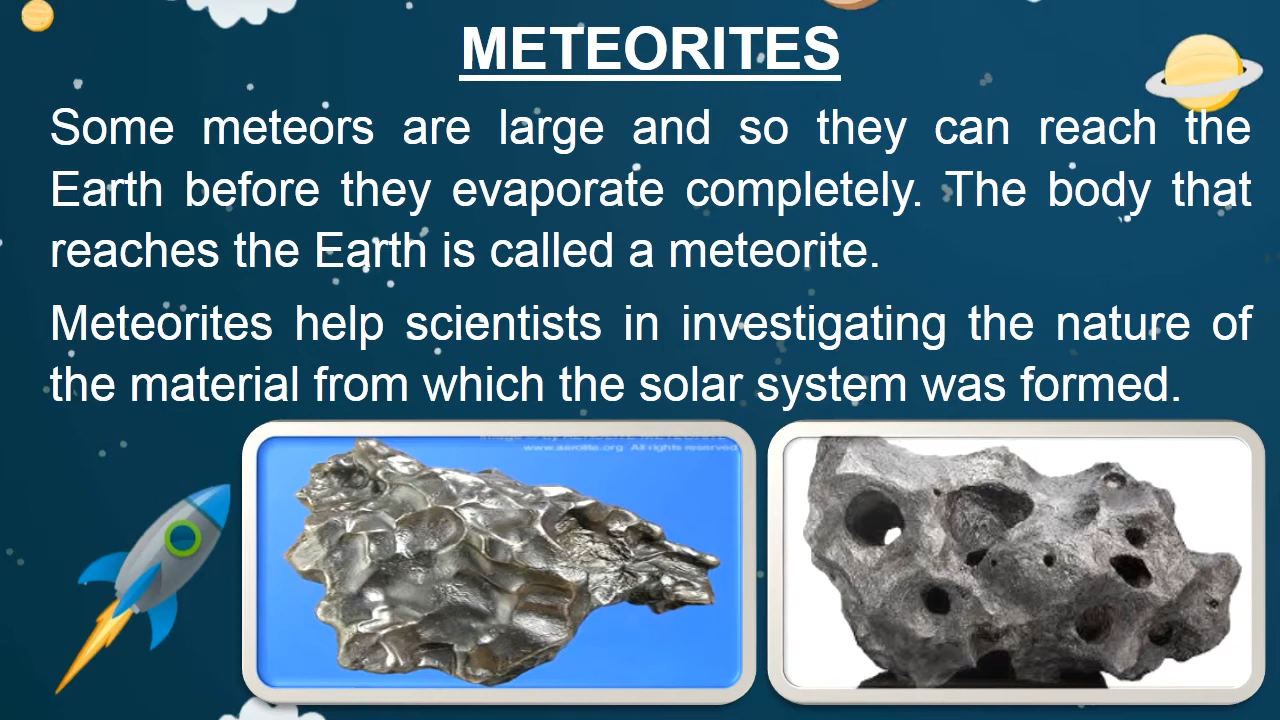 METEORITES
Some meteors are large and so they can reach the
Earth before they evaporate completely. The body that
reaches the Earth is called a meteorite.
Meteorites help scientists in investigating the nature of
the material from which the solar system was formed.
www.aerolite.org All rights reserved